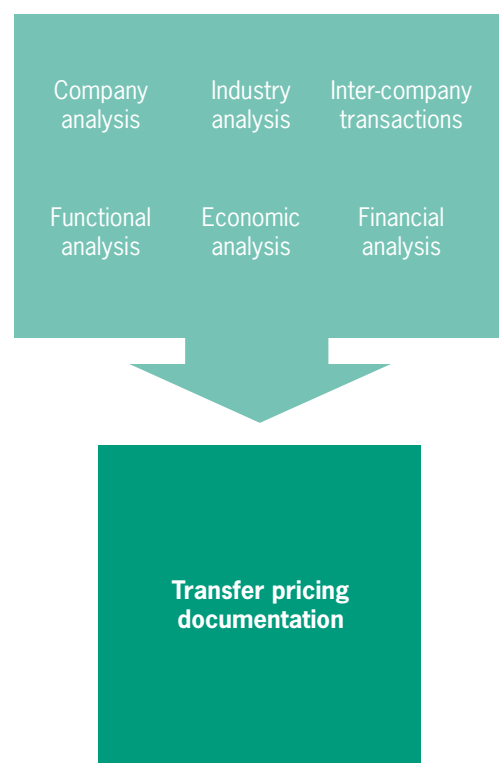 Company
analysis
Industry
analysis
Inter-company
transactions
Functional
analysis
Economic
analysis
Financial
analysis
Transfer pricing
documentation